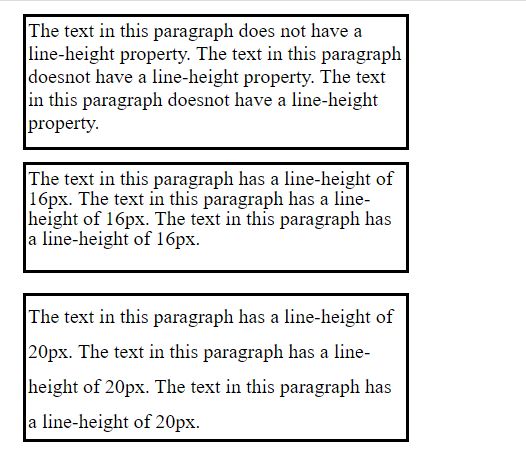 The text in this paragraph does not have a
line-height property. The text in this paragraph
doesnot have a line-height property. The text
in this paragraph doesnot have a line-height
property.
The text in this paragraph has a line-height of
16px. The text in this paragraph has a line-
height of 16px. The text in this paragraph has
a line-height of 16px.
The text in this paragraph has a line-height of
20px. The text in this paragraph has a line-
height of 20px. The text in this paragraph has
a line-height of 20px.